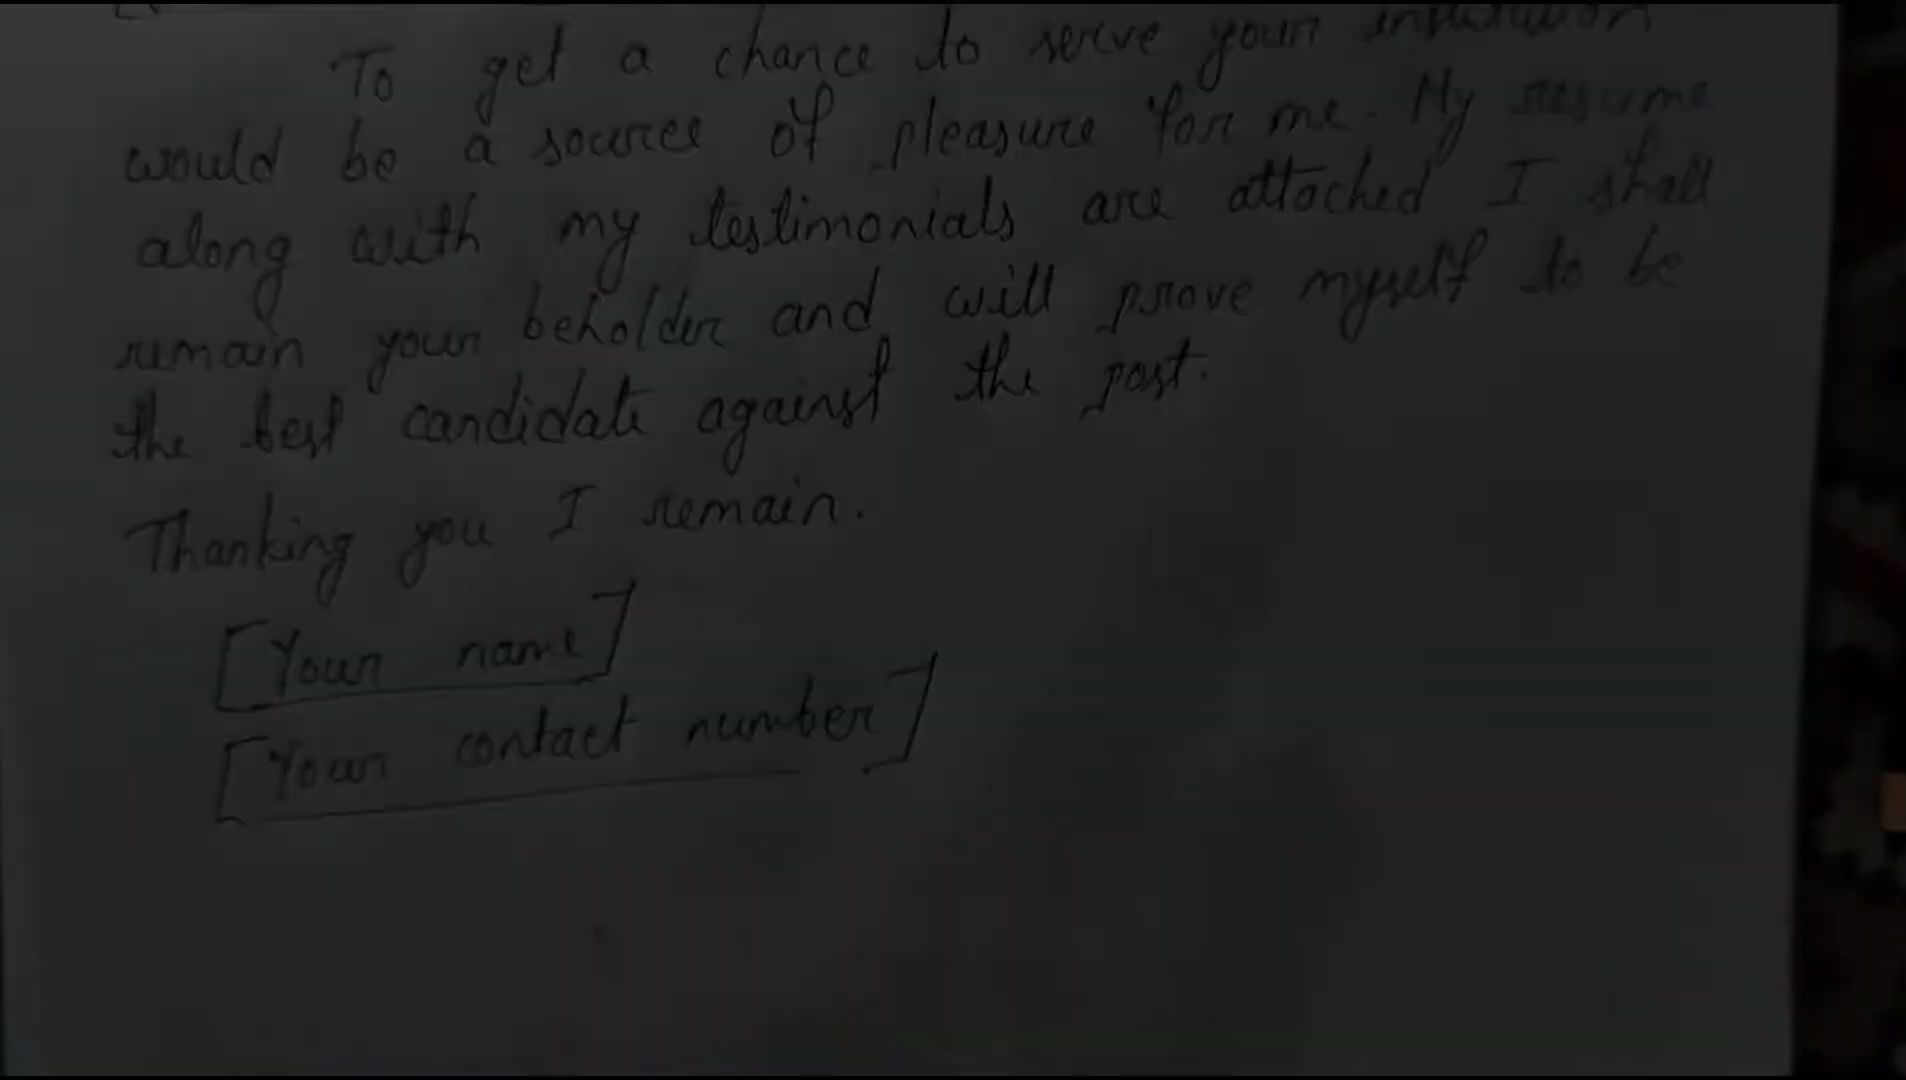 To get a chance to serve your institution
would be a source of pleasure for me. My resume
along with my testimonials are attached I shall
remain your beholder and will prove myself to be
the best candidate against the post.
Thanking you I remain.
[Your name]
[Your contact number]